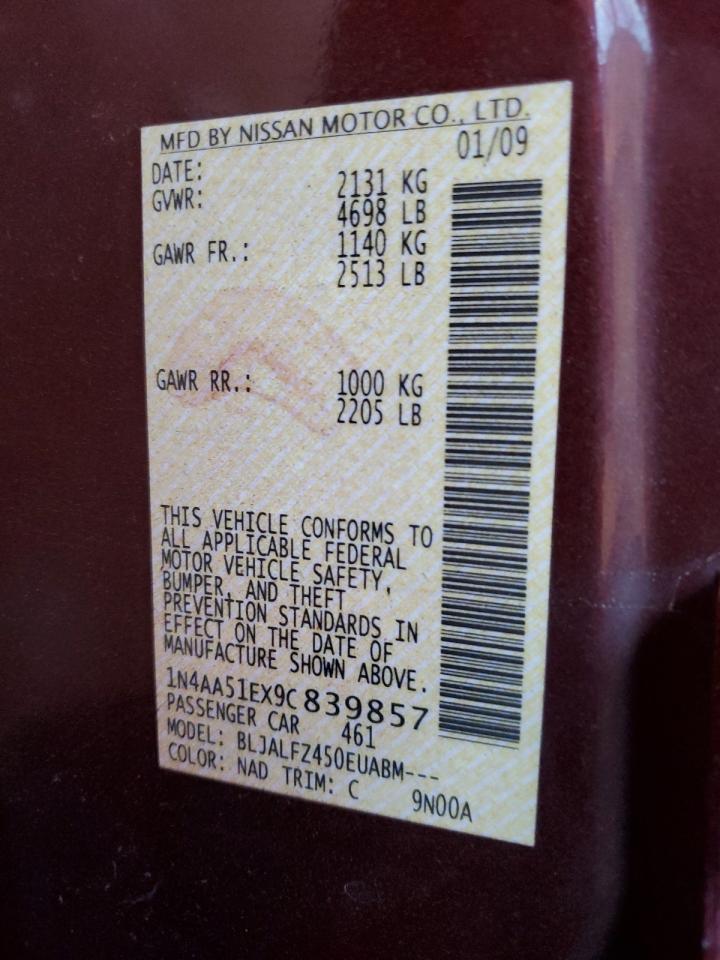 MFD BY NISSAN MOTOR CO., LTD.
DATE: 01/09
GVWR: 2131 KG
4698 LB
GAWR FR.: 1140 KG
2513 LB
GAWR RR.: 1000 KG
2205 LB
THIS VEHICLE CONFORMS TO
ALL APPLICABLE FEDERAL
MOTOR VEHICLE SAFETY,
BUMPER, AND THEFT
PREVENTION STANDARDS IN
EFFECT ON THE DATE OF
MANUFACTURE SHOWN ABOVE.
1N4AA51EX9C839857
PASSENGER CAR 461
MODEL: BLJALFZ450EUABM---
COLOR: NAD TRIM: C 9N00A